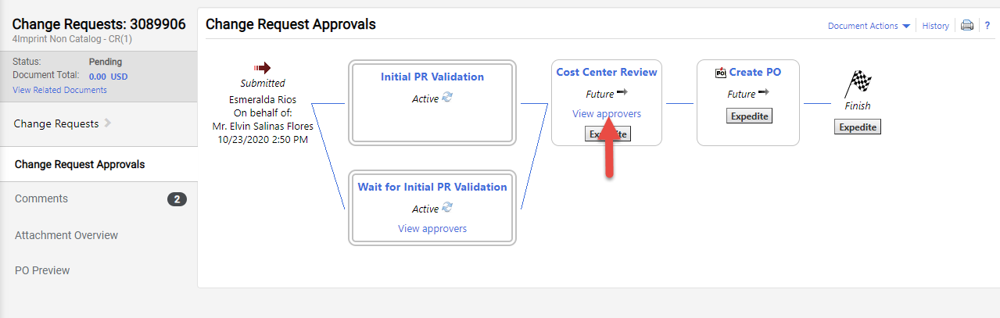 Change Requests: 3089906
4Imprint Non Catalog - CR(1)
Status: Pending
Document Total: 0.00 USD
View Related Documents
Change Requests
Change Request Approvals
Comments 2
Attachment Overview
PO Preview
Change Request Approvals
Document Actions
History
?
Submitted
Esmeralda Rios
On behalf of:
Mr. Elvin Salinas Flores
10/23/2020 2:50 PM
Initial PR Validation
Active
Wait for Initial PR Validation
Active
View approvers
Cost Center Review
Future
View approvers
PO Create PO
Future
Expedite
Finish
Expedite